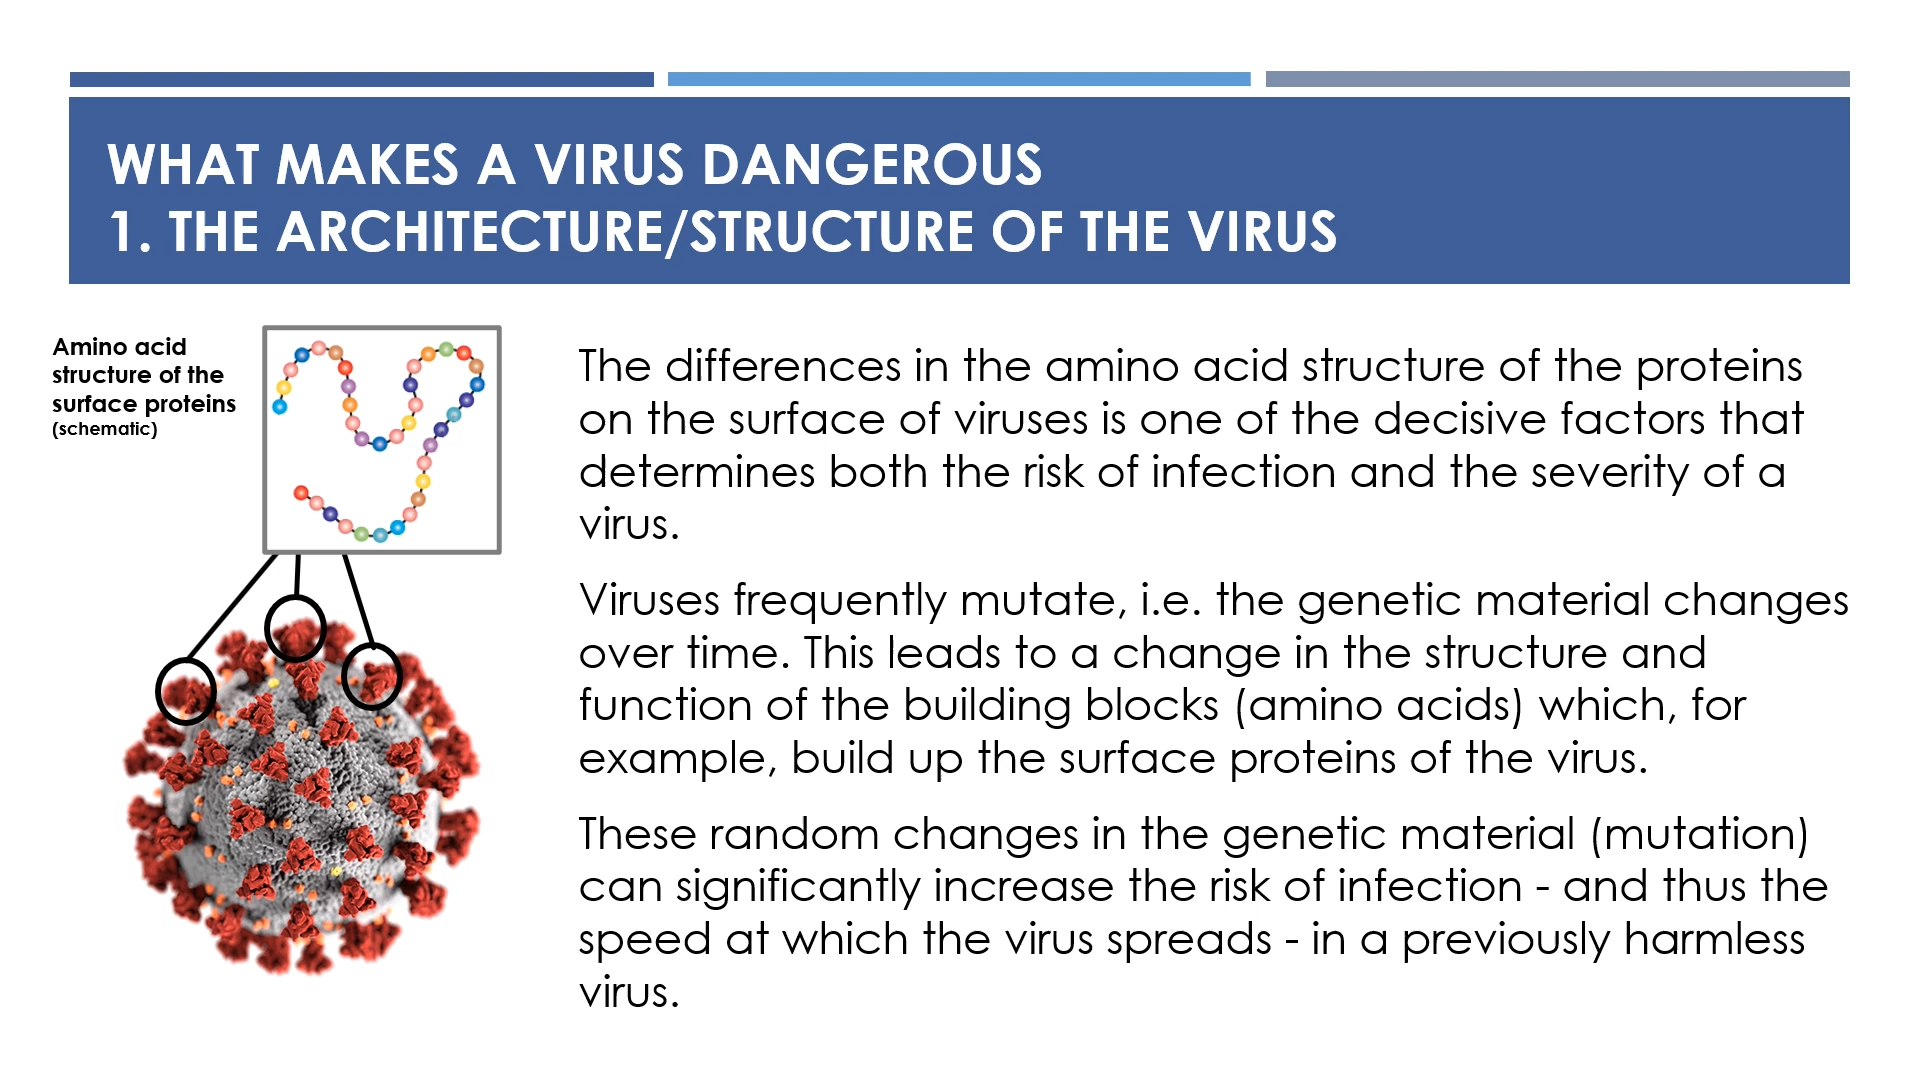 WHAT MAKES A VIRUS DANGEROUS
1. THE ARCHITECTURE/STRUCTURE OF THE VIRUS
Amino acid
structure of the
surface proteins
(schematic)
The differences in the amino acid structure of the proteins
on the surface of viruses is one of the decisive factors that
determines both the risk of infection and the severity of a
virus.
Viruses frequently mutate, i.e. the genetic material changes
over time. This leads to a change in the structure and
function of the building blocks (amino acids) which, for
example, build up the surface proteins of the virus.
These random changes in the genetic material (mutation)
can significantly increase the risk of infection - and thus the
speed at which the virus spreads - in a previously harmless
virus.